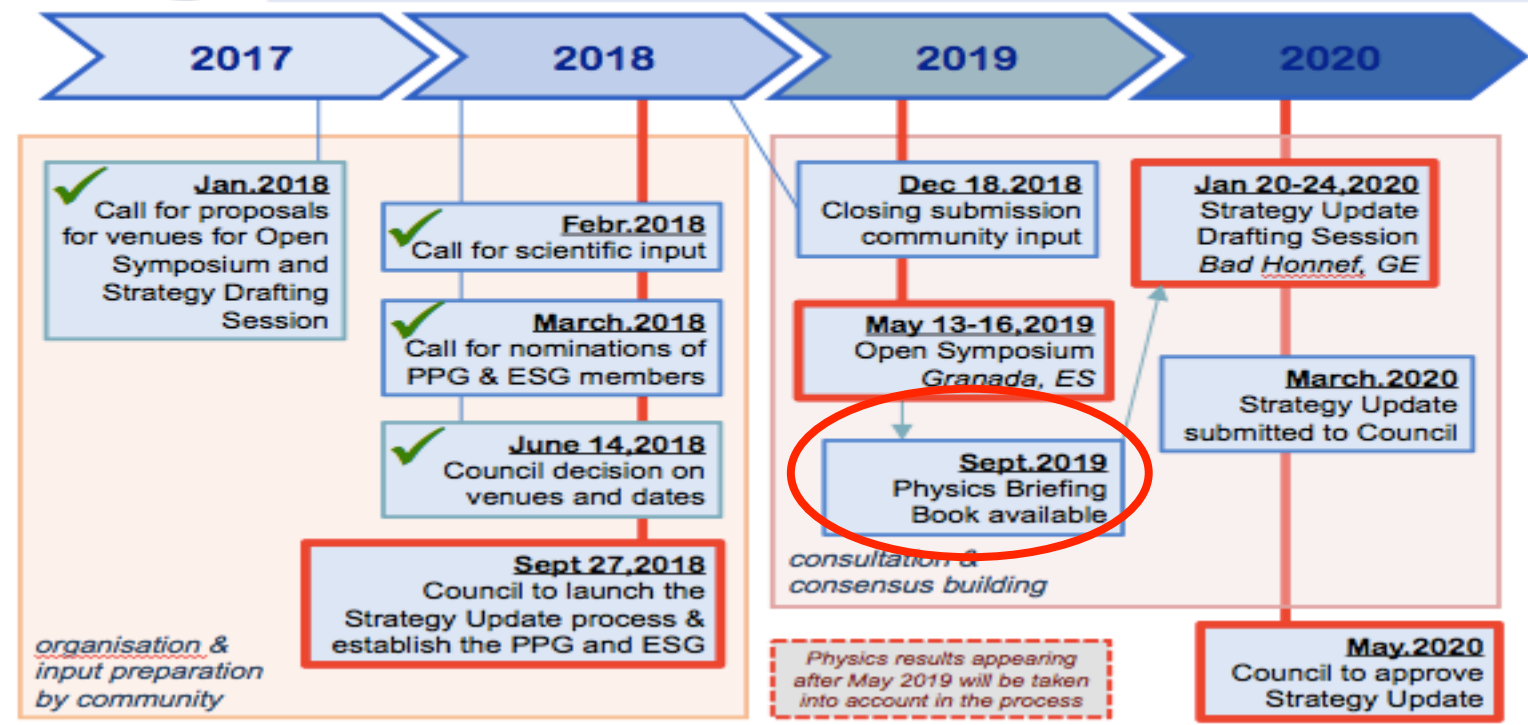 2017
2018
2019
2020
Jan.2018
Call for proposals
for venues for Open
Symposium and
Strategy Drafting
Session
Febr.2018
Call for scientific input
March.2018
Call for nominations of
PPG & ESG members
June 14,2018
Council decision on
venues and dates
Sept 27,2018
Council to launch the
Strategy Update process &
establish the PPG and ESG
organisation &
input preparation
by community
Dec 18.2018
Closing submission
community input
May 13-16,2019
Open Symposium
Granada, ES
Sept.2019
Physics Briefing
Book available
consultation &
consensus building
Physics results appearing
after May 2019 will be taken
into account in the process
Jan 20-24,2020
Strategy Update
Drafting Session
Bad Honnef, GE
March.2020
Strategy Update
submitted to Council
May.2020
Council to approve
Strategy Update